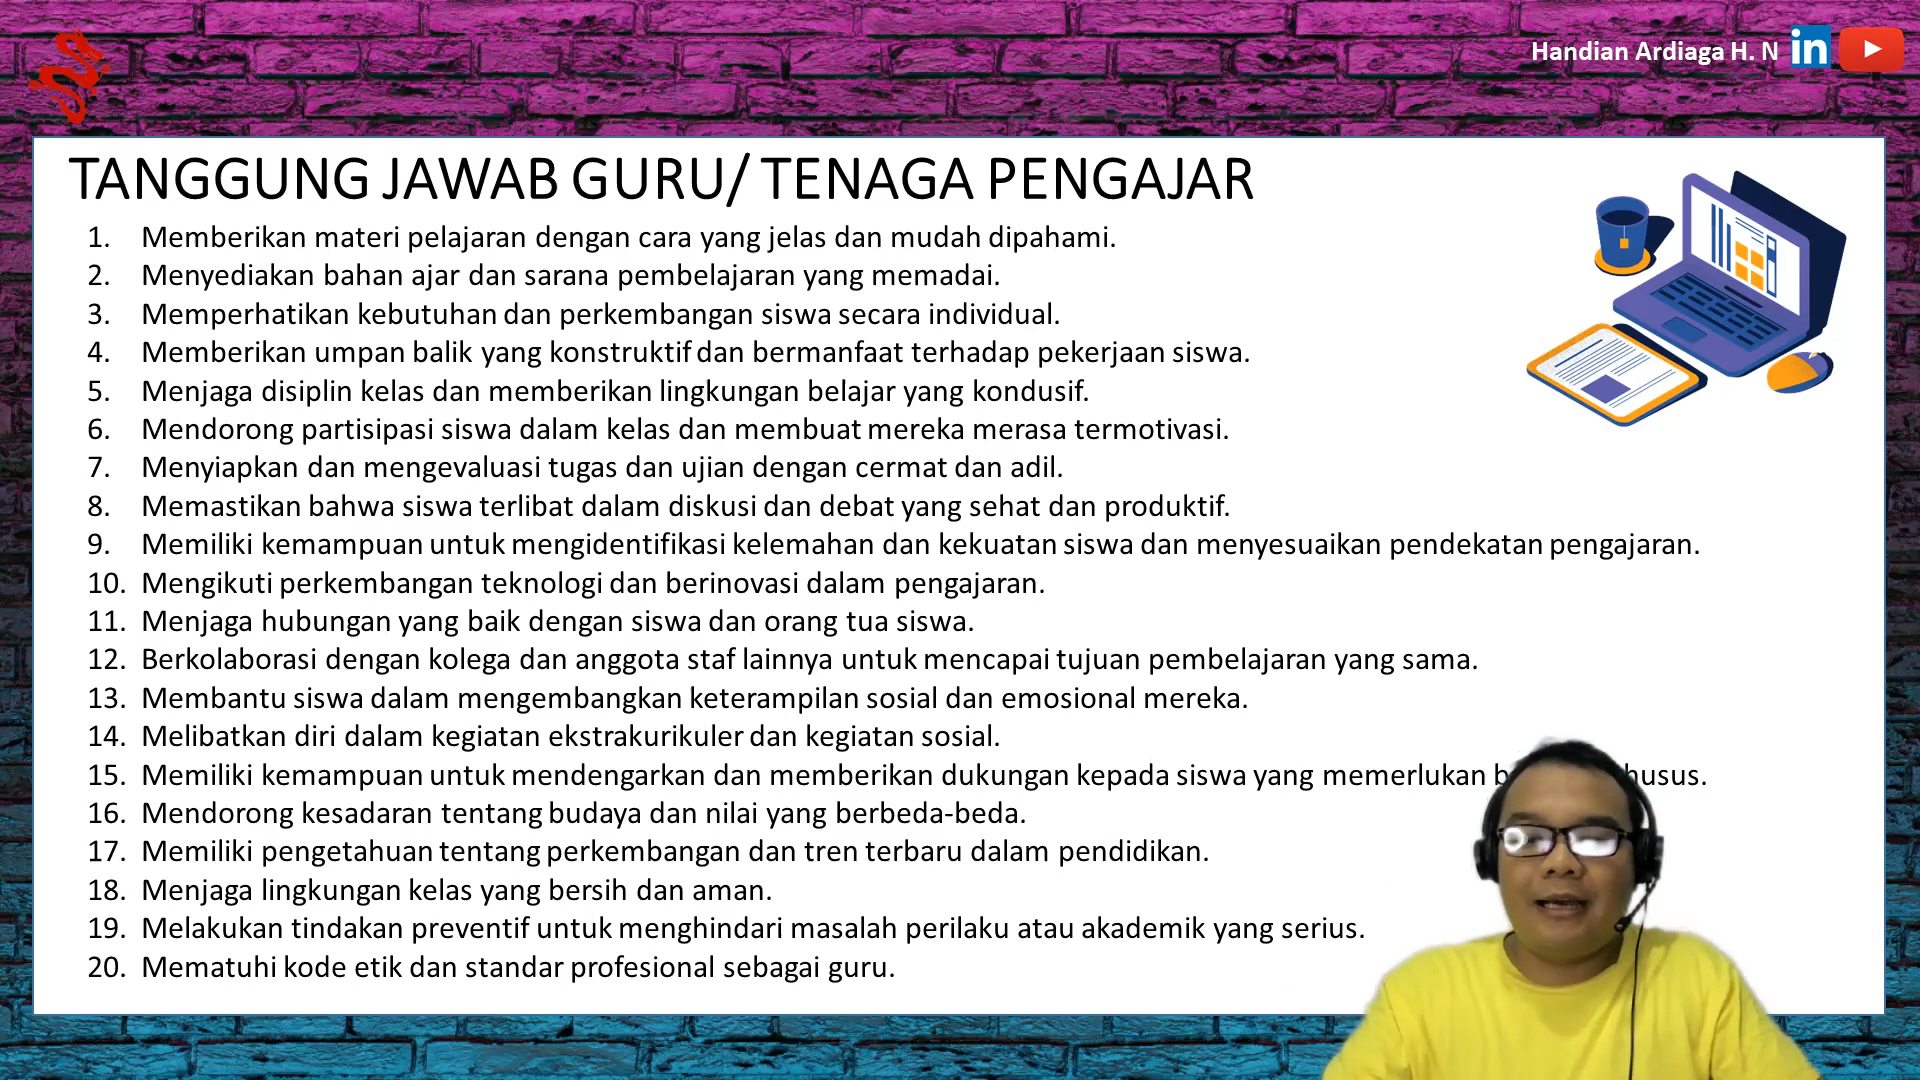 Handian Ardiaga H. N in
TANGGUNG JAWAB GURU/ TENAGA PENGAJAR
1. Memberikan materi pelajaran dengan cara yang jelas dan mudah dipahami.
2. Menyediakan bahan ajar dan sarana pembelajaran yang memadai.
3. Memperhatikan kebutuhan dan perkembangan siswa secara individual.
4. Memberikan umpan balik yang konstruktif dan bermanfaat terhadap pekerjaan siswa.
5. Menjaga disiplin kelas dan memberikan lingkungan belajar yang kondusif.
6. Mendorong partisipasi siswa dalam kelas dan membuat mereka merasa termotivasi.
7. Menyiapkan dan mengevaluasi tugas dan ujian dengan cermat dan adil.
8. Memastikan bahwa siswa terlibat dalam diskusi dan debat yang sehat dan produktif.
9. Memiliki kemampuan untuk mengidentifikasi kelemahan dan kekuatan siswa dan menyesuaikan pendekatan pengajaran.
10. Mengikuti perkembangan teknologi dan berinovasi dalam pengajaran.
11. Menjaga hubungan yang baik dengan siswa dan orang tua siswa.
12. Berkolaborasi dengan kolega dan anggota staf lainnya untuk mencapai tujuan pembelajaran yang sama.
13. Membantu siswa dalam mengembangkan keterampilan sosial dan emosional mereka.
14. Melibatkan diri dalam kegiatan ekstrakurikuler dan kegiatan sosial.
15. Memiliki kemampuan untuk mendengarkan dan memberikan dukungan kepada siswa yang memerlukan
16. Mendorong kesadaran tentang budaya dan nilai yang berbeda-beda.
17. Memiliki pengetahuan tentang perkembangan dan tren terbaru dalam pendidikan.
18. Menjaga lingkungan kelas yang bersih dan aman.
19. Melakukan tindakan preventif untuk menghindari masalah perilaku atau akademik yang serius.
20. Mematuhi kode etik dan standar profesional sebagai guru.